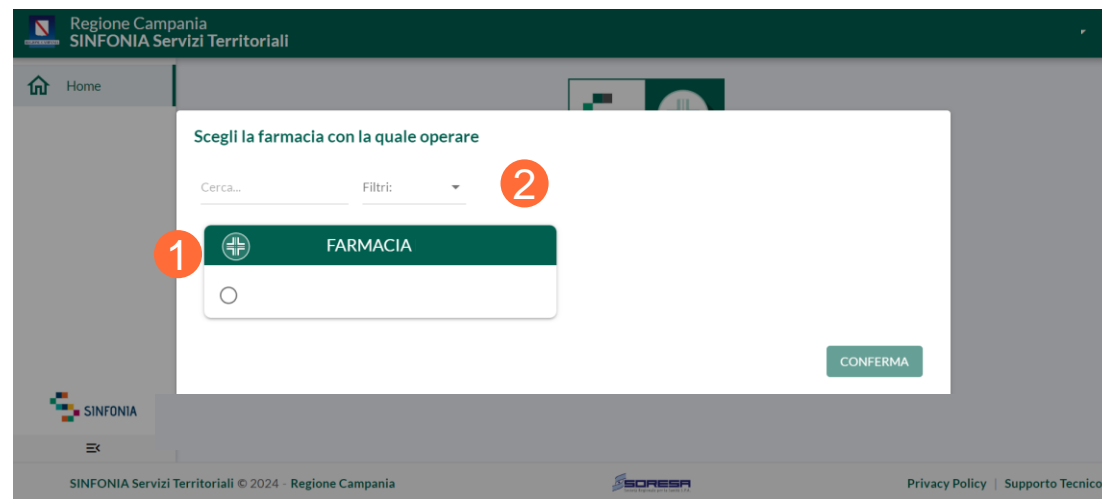 Regione Campania
SINFONIA Servizi Territoriali
Home
Scegli la farmacia con la quale operare
Cerca...
Filtri:
2
1
FARMACIA
CONFERMA
SINFONIA
SINFONIA Servizi Territoriali © 2024 - Regione Campania
SORESA
Privacy Policy | Supporto Tecnico